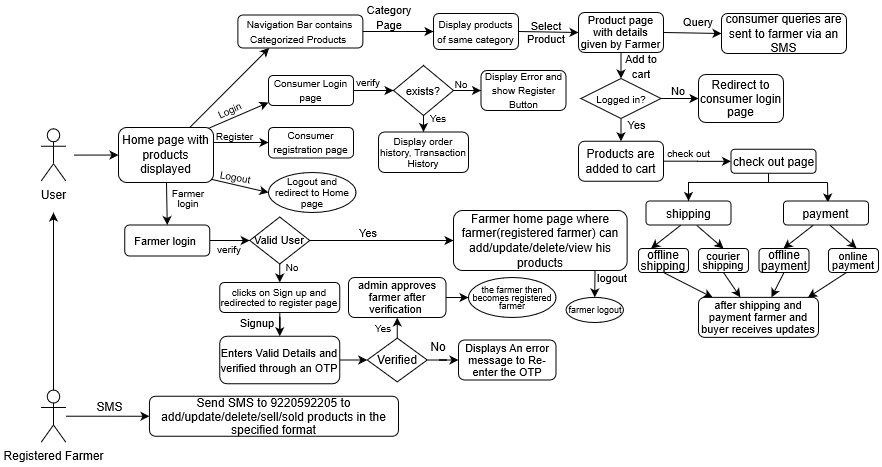 Navigation Bar contains
Categorized Products
Category
Page
Display products
of same category
Select
Product
Product page
with details
given by Farmer
Query
consumer queries are
sent to farmer via an
SMS
Add to
cart
Logged in?
No
Redirect to
consumer login
page
Yes
Products are
added to cart
check out
check out page
shipping
payment
offline
shipping
courier
shipping
offline
payment
online
payment
after shipping and
payment farmer and
buyer receives updates
Login
Consumer Login
page
verify
exists?
No
Display Error and
show Register
Button
Yes
Display order
history, Transaction
History
User
Home page with
products
displayed
Register
Consumer
registration page
Logout
Logout and
redirect to Home
page
Farmer
login
Farmer login
verify
Valid User
Yes
Farmer home page where
farmer(registered farmer) can
add/update/delete/view his
products
logout
farmer logout
No
clicks on Sign up and
redirected to register page
Signup
Enters Valid Details and
verified through an OTP
Verified
Yes
admin approves
farmer after
verification
the farmer then
becomes registered
farmer
No
Displays An error
message to Re-
enter the OTP
Registered Farmer
SMS
Send SMS to 9220592205 to
add/update/delete/sell/sold products in the
specified format